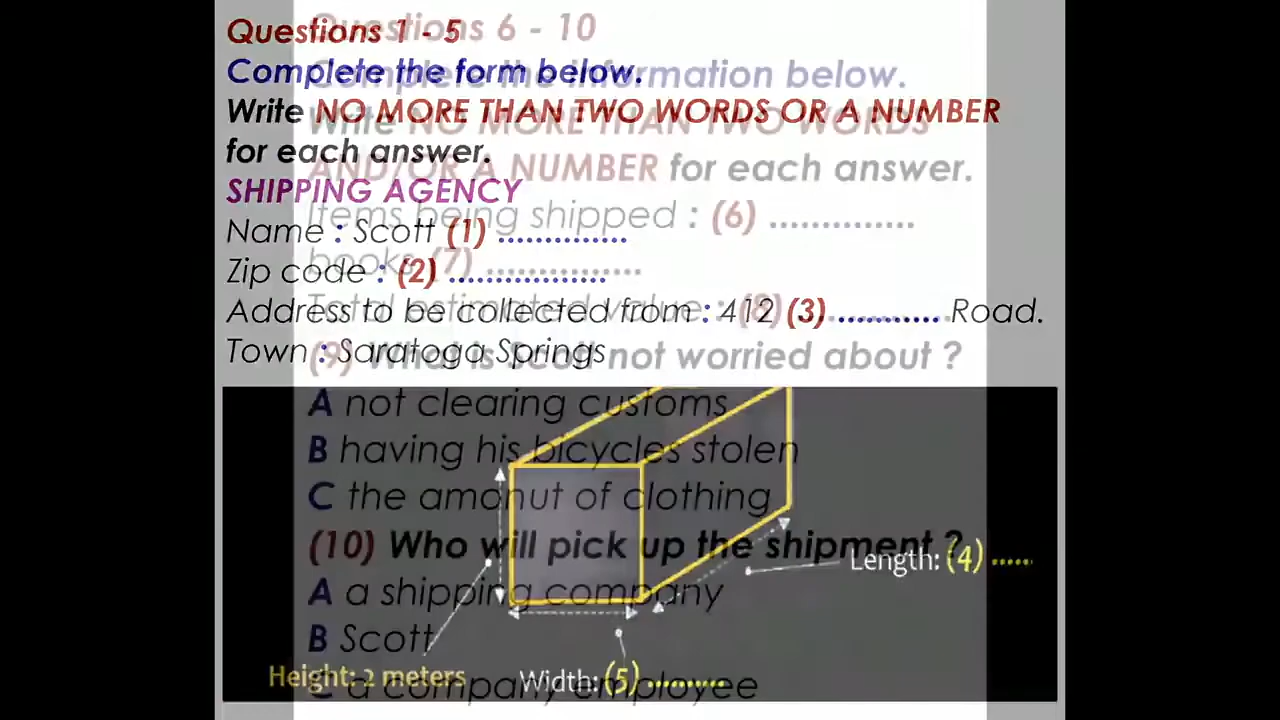 Questions 1 - 5
Complete the form below.
Write NO MORE THAN TWO WORDS OR A NUMBER
for each answer.
SHIPPING AGENCY
Name : Scott (1) ..............
Zip code : (2) .................
Address to be collected from : 412 (3) ........... Road.
Town : Saratoga Springs
Length: (4) .....
Height: 2 meters
Width: (5) ..........
Questions 6 - 10
Complete the information below.
Write NO MORE THAN TWO WORDS
AND/OR A NUMBER for each answer.
Items being shipped : (6) ..............
books (7) ...............
Total estimated value : (8) ..............
(9) What is Scott not worried about ?
A not clearing customs
B having his bicycles stolen
C the amonut of clothing
(10) Who will pick up the shipment ?
A a shipping company
B Scott
C a company employee